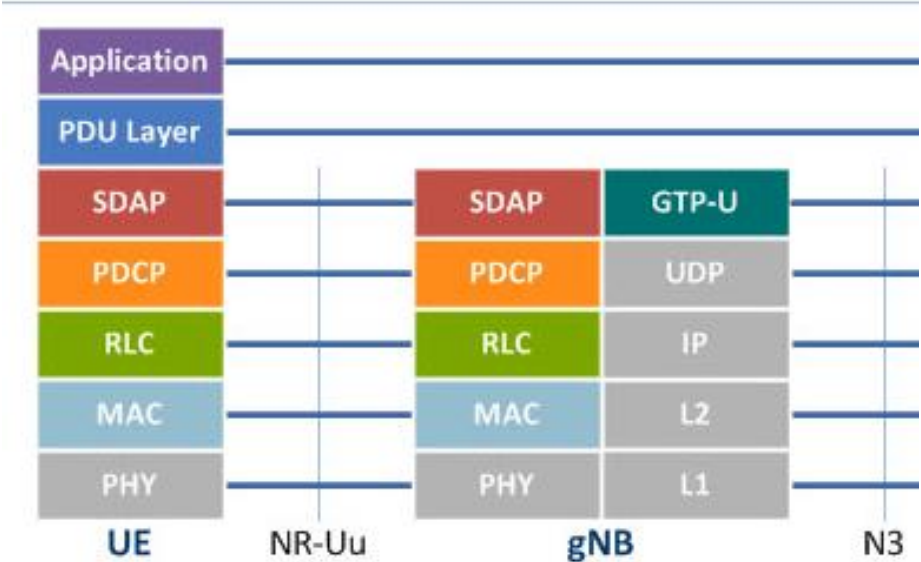 Application
PDU Layer
SDAP SDAP GTP-U
PDCP PDCP UDP
RLC RLC IP
MAC MAC L2
PHY PHY L1
UE NR-Uu gNB N3